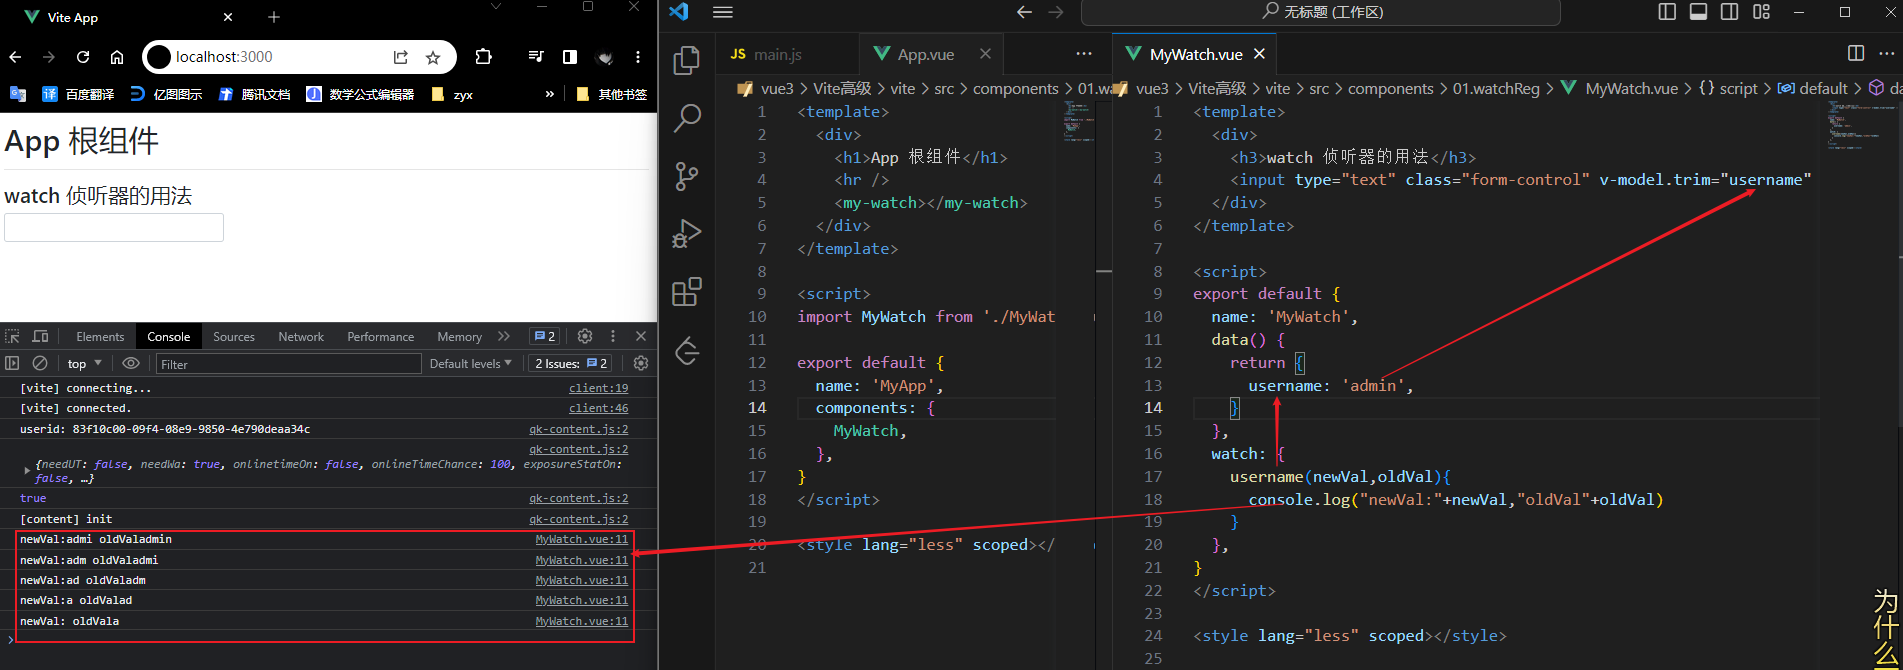 Vite App
localhost:3000
百度翻译 亿图图示 腾讯文档 数学公式编辑器 zyx » 其他书签
App 根组件
watch 侦听器的用法
Elements Console Sources Network Performance Memory » 2
top Filter Default levels 2 Issues: 2
[vite] connecting... client:19
[vite] connected. client:46
userid: 83f10c00-09f4-08e9-9850-4e790deaa34c qk-content.js:2
qk-content.js:2
{needUT: false, needWa: true, onlinetimeOn: false, onlineTimeChance: 100, exposureStatOn:
false, …}
true qk-content.js:2
[content] init qk-content.js:2
newVal:admi oldValadmin MyWatch.vue:11
newVal:adm oldValadmi MyWatch.vue:11
newVal:ad oldValadm MyWatch.vue:11
newVal:a oldValad MyWatch.vue:11
newVal: oldVala MyWatch.vue:11
无标题 (工作区)
JS main.js App.vue
vue3 > Vite高级 > vite > src > components > 01.wa
1 <template>
2 <div>
3 <h1>App 根组件</h1>
4 <hr />
5 <my-watch></my-watch>
6 </div>
7 </template>
8
9 <script>
10 import MyWatch from './MyWat
11
12 export default {
13 name: 'MyApp',
14 components: {
15 MyWatch,
16 },
17 }
18 </script>
19
20 <style lang="less" scoped></
21
MyWatch.vue
vue3 > Vite高级 > vite > src > components > 01.watchReg > MyWatch.vue > {} script > default > da
1 <template>
2 <div>
3 <h3>watch 侦听器的用法</h3>
4 <input type="text" class="form-control" v-model.trim="username"
5 </div>
6 </template>
7
8 <script>
9 export default {
10 name: 'MyWatch',
11 data() {
12 return {
13 username: 'admin',
14 }
15 },
16 watch: {
17 username(newVal,oldVal){
18 console.log("newVal:"+newVal,"oldVal"+oldVal)
19 }
20 },
21 }
22 </script>
23
24 <style lang="less" scoped></style>
25
为什么